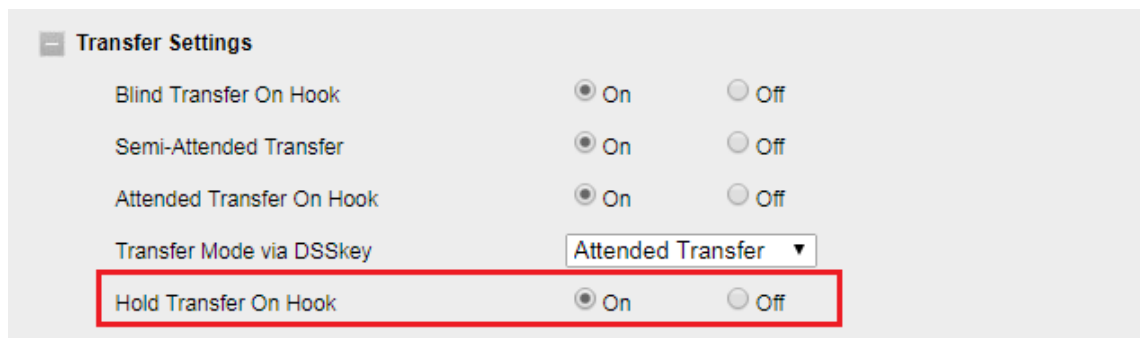 Transfer Settings
Blind Transfer On Hook On Off
Semi-Attended Transfer On Off
Attended Transfer On Hook On Off
Transfer Mode via DSSkey Attended Transfer
Hold Transfer On Hook On Off